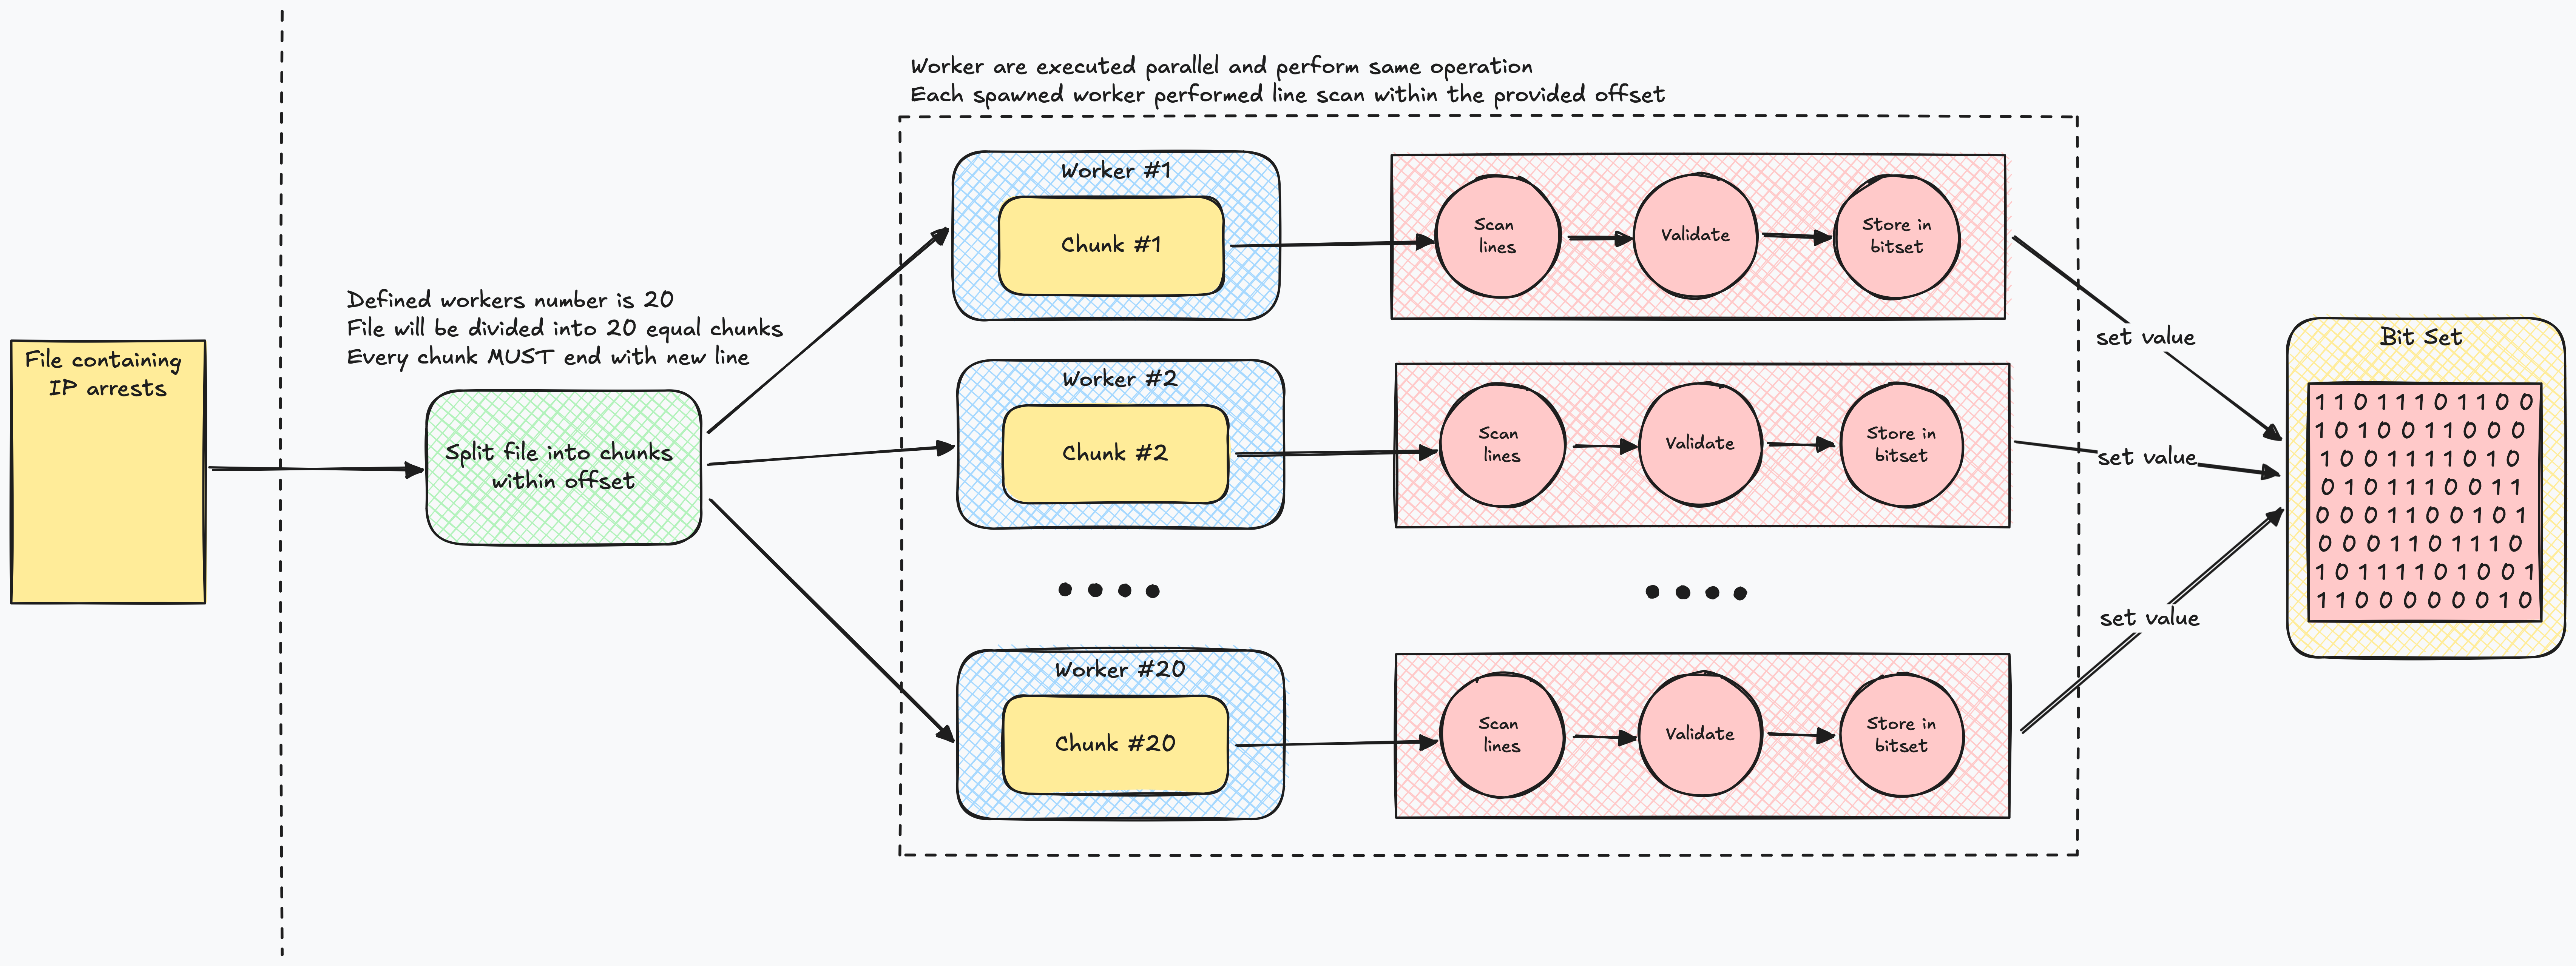 File containing
IP arrests
Defined workers number is 20
File will be divided into 20 equal chunks
Every chunk MUST end with new line
Split file into chunks
within offset
Worker are executed parallel and perform same operation
Each spawned worker performed line scan within the provided offset
Worker #1
Chunk #1
Scan
lines
Validate
Store in
bitset
Worker #2
Chunk #2
Scan
lines
Validate
Store in
bitset
Worker #20
Chunk #20
Scan
lines
Validate
Store in
bitset
set value
set value
set value
Bit Set
1 1 0 1 1 1 0 1 1 0 0
1 0 1 0 0 1 1 0 0 0
1 0 0 1 1 1 1 0 1 0
0 1 0 1 1 1 0 0 1 1
0 0 0 1 1 0 0 1 0 1
0 0 0 1 1 0 1 1 1 0
1 0 1 1 1 1 0 1 0 0 1
1 1 0 0 0 0 0 0 1 0